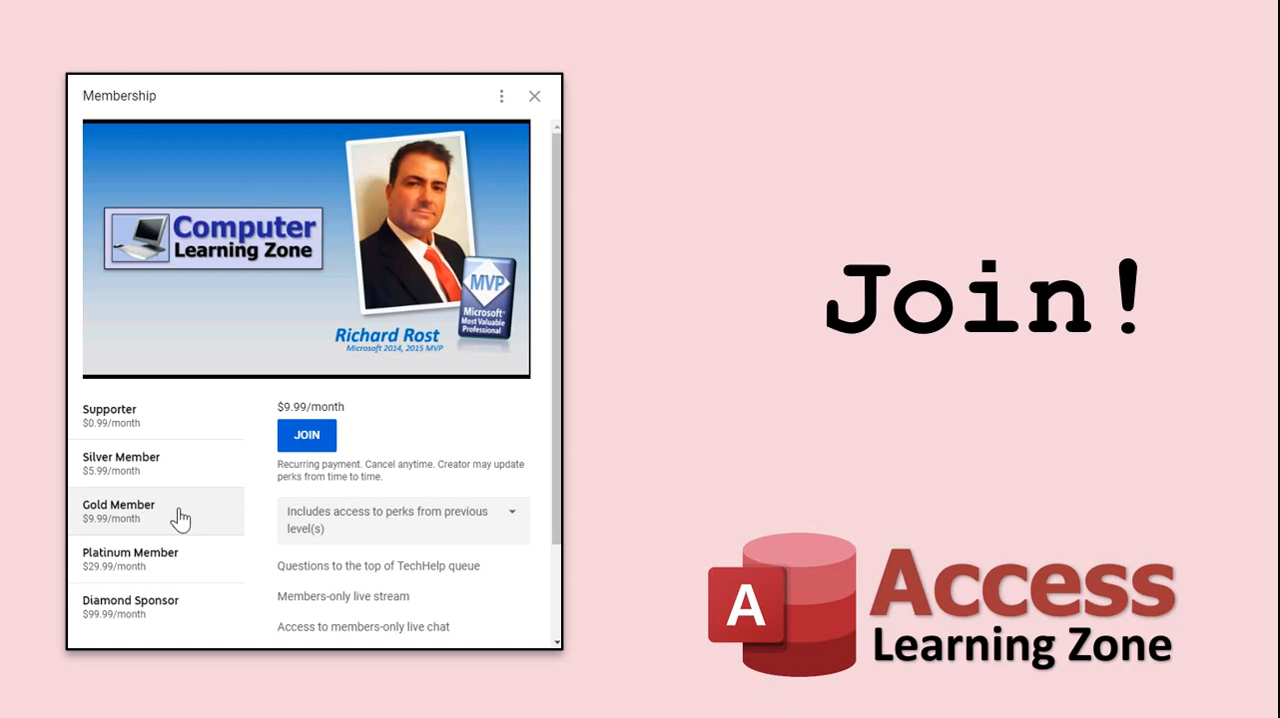 Membership
Computer
Learning Zone
MVP
Microsoft®
Most Valuable
Professional
Richard Rost
Microsoft 2014, 2015 MVP
Supporter
$0.99/month
Silver Member
$5.99/month
Gold Member
$9.99/month
Platinum Member
$29.99/month
Diamond Sponsor
$99.99/month
$9.99/month
JOIN
Recurring payment. Cancel anytime. Creator may update
perks from time to time.
Includes access to perks from previous
level(s)
Questions to the top of TechHelp queue
Members-only live stream
Access to members-only live chat
Join!
A
Access
Learning Zone